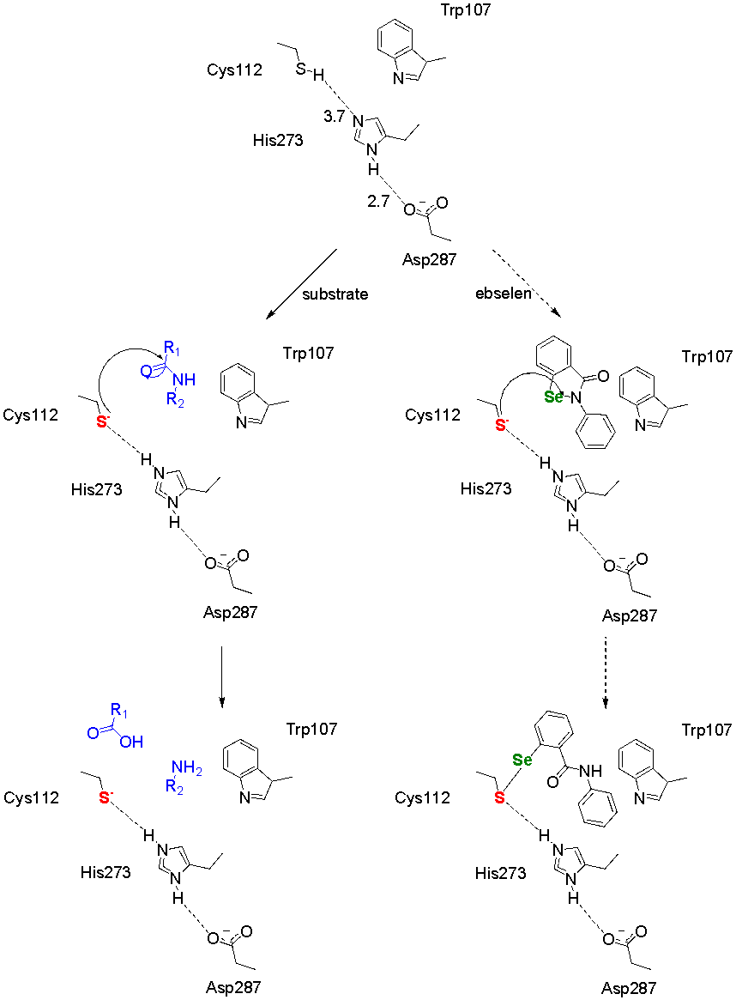 Trp107
Cys112
S
H
N
3.7
N
His273
N
H
2.7
O
−
O
Asp287
substrate
ebselen
R1
O
NH
R2
Trp107
N
Cys112
S-
H
N
His273
N
H
O
−
O
Asp287
Trp107
O
Se
N
N
Cys112
S-
H
N
His273
N
H
O
−
O
Asp287
R1
O
OH
NH2
R2
Trp107
N
Cys112
S-
H
N
His273
N
H
O
−
O
Asp287
Trp107
Se
O
NH
N
Cys112
S
H
N
His273
N
H
O
−
O
Asp287